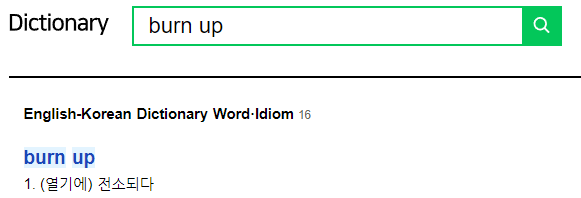 Dictionary
burn up
English-Korean Dictionary Word·Idiom 16
burn up
1. (열기에) 전소되다